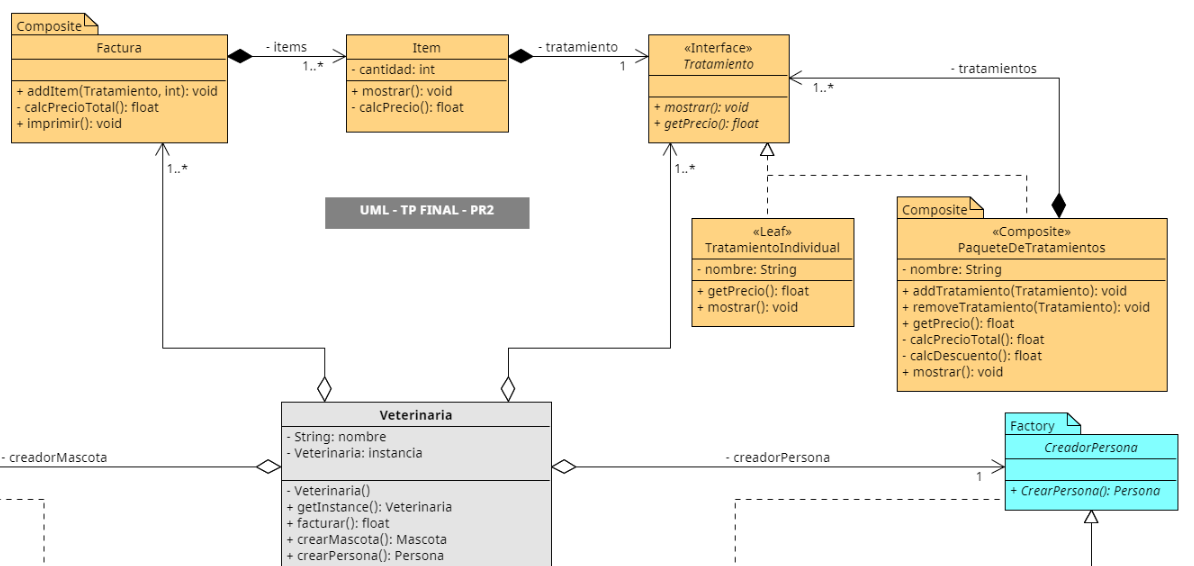 Composite
Factura
+ addItem(Tratamiento, int): void
- calcPrecioTotal(): float
+ imprimir(): void
- items
1..*
Item
- cantidad: int
+ mostrar(): void
- calcPrecio(): float
- tratamiento
1
«Interface»
Tratamiento
+ mostrar(): void
+ getPrecio(): float
- tratamientos
1..*
1..*
1..*
UML - TP FINAL - PR2
«Leaf»
TratamientoIndividual
- nombre: String
+ getPrecio(): float
+ mostrar(): void
Composite
«Composite»
PaqueteDeTratamientos
- nombre: String
+ addTratamiento(Tratamiento): void
+ removeTratamiento(Tratamiento): void
+ getPrecio(): float
- calcPrecioTotal(): float
- calcDescuento(): float
+ mostrar(): void
Veterinaria
- String: nombre
- Veterinaria: instancia
- Veterinaria()
+ getInstance(): Veterinaria
+ facturar(): float
+ crearMascota(): Mascota
+ crearPersona(): Persona
- creadorMascota
- creadorPersona
1
Factory
CreadorPersona
+ CrearPersona(): Persona